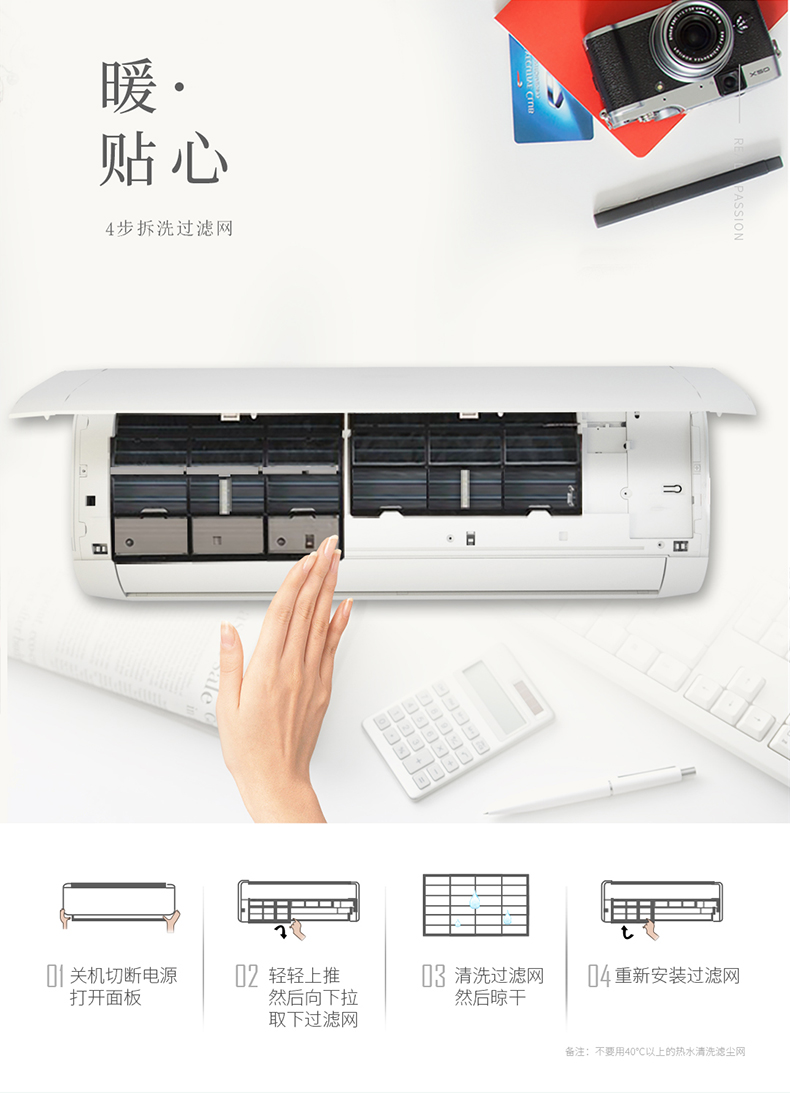 暖·
贴心
4步拆洗过滤网
PASSION
01 关机切断电源
打开面板
02 轻轻上推
然后向下拉
取下过滤网
03 清洗过滤网
然后晾干
04 重新安装过滤网
备注：不要用40℃以上的热水清洗滤尘网